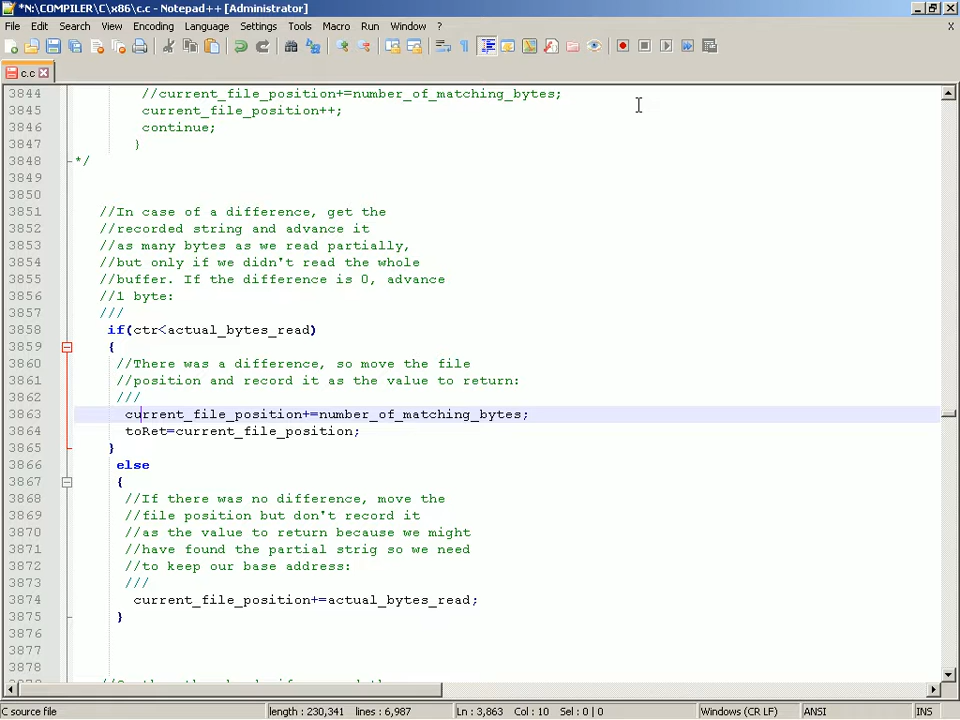 *N:\COMPILER\C\x86\c.c - Notepad++ [Administrator]
File Edit Search View Encoding Language Settings Tools Macro Run Window ? X
c.c
3844 //current_file_position+=number_of_matching_bytes;
3845 current_file_position++;
3846 continue;
3847 }
3848 */
3849
3850
3851 //In case of a difference, get the
3852 //recorded string and advance it
3853 //as many bytes as we read partially,
3854 //but only if we didn't read the whole
3855 //buffer. If the difference is 0, advance
3856 //1 byte:
3857 ///
3858 if(ctr<actual_bytes_read)
3859 {
3860 //There was a difference, so move the file
3861 //position and record it as the value to return:
3862 ///
3863 current_file_position+=number_of_matching_bytes;
3864 toRet=current_file_position;
3865 }
3866 else
3867 {
3868 //If there was no difference, move the
3869 //file position but don't record it
3870 //as the value to return because we might
3871 //have found the partial strig so we need
3872 //to keep our base address:
3873 ///
3874 current_file_position+=actual_bytes_read;
3875 }
3876
3877
3878
C source file length : 230,341 lines : 6,987 Ln : 3,863 Col : 10 Sel : 0 | 0 Windows (CR LF) ANSI INS